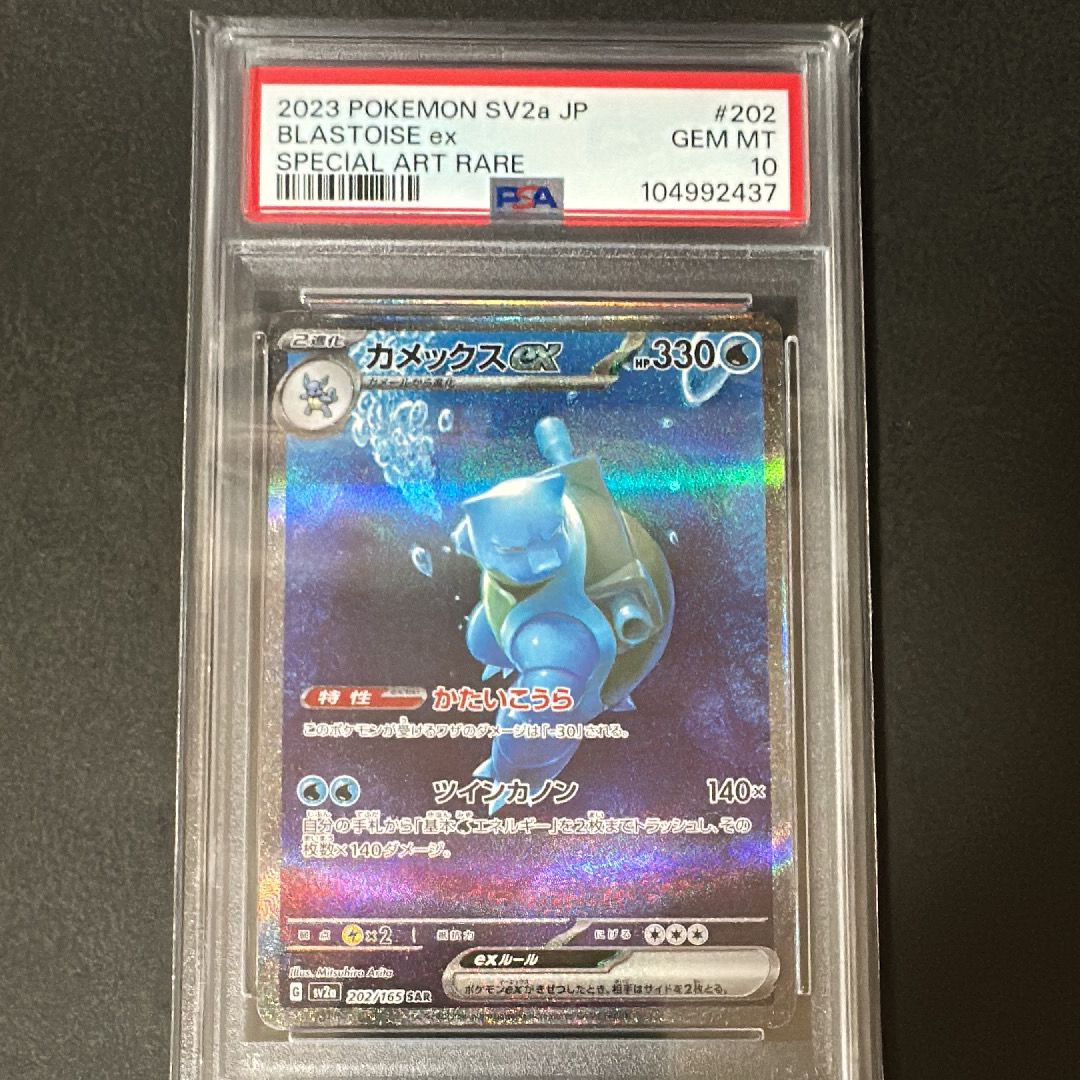 2023 POKEMON SV2a JP #202
BLASTOISE ex GEM MT
SPECIAL ART RARE 10
PSA 104992437
2進化 カメックスex HP330
カメールから進化
特性 かたいこうら
このポケモンが受けるワザのダメージは「-30」される。
ツインカノン 140×
自分の手札から「基本エネルギー」を2枚までトラッシュし、その
枚数×140ダメージ。
弱点 ×2 抵抗力 にげる
exルール
Illus. Mitsuhiro Arita
ポケモンexがきぜつしたとき、相手はサイドを2枚とる。
G sv2a 202/165 SAR